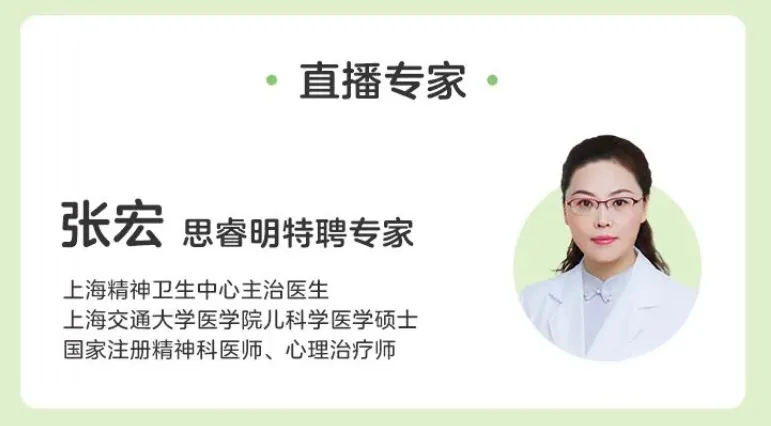 直播专家
张宏 思睿明特聘专家
上海精神卫生中心主治医生
上海交通大学医学院儿科学医学硕士
国家注册精神科医师、心理治疗师